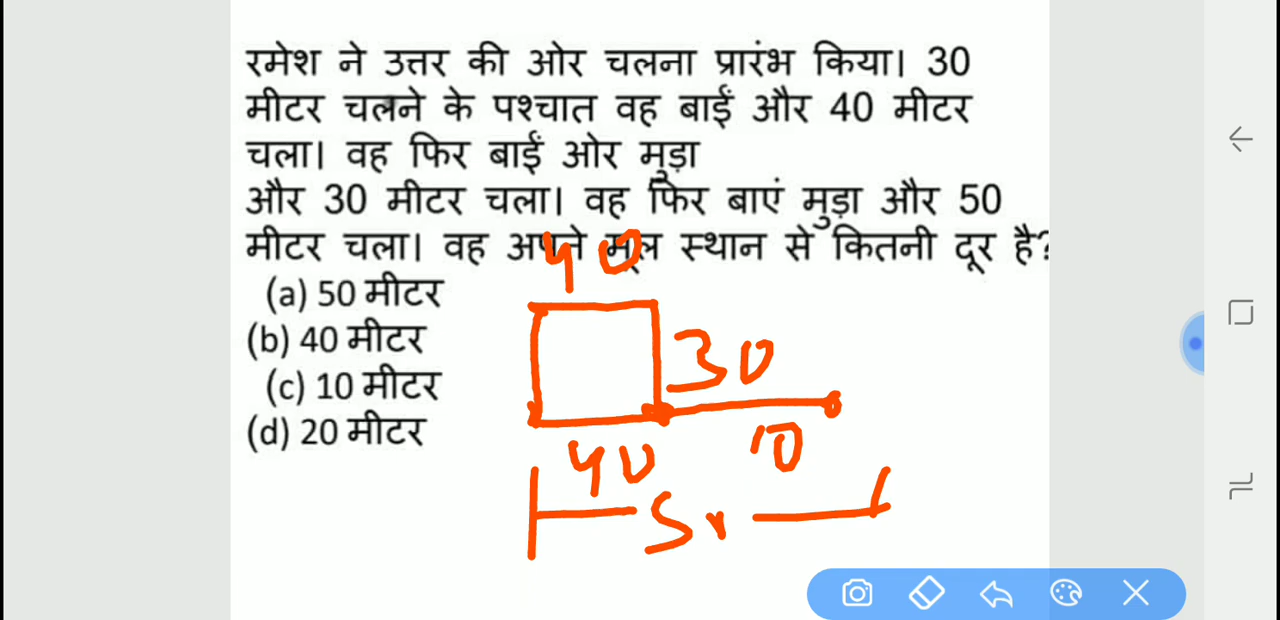 रमेश ने उत्तर की ओर चलना प्रारंभ किया। 30
मीटर चलने के पश्चात वह बाईं और 40 मीटर
चला। वह फिर बाईं ओर मुड़ा
और 30 मीटर चला। वह फिर बाएं मुड़ा और 50
मीटर चला। वह अपने मूल स्थान से कितनी दूर है?
40
(a) 50 मीटर
(b) 40 मीटर
30
(c) 10 मीटर
(d) 20 मीटर
10
40